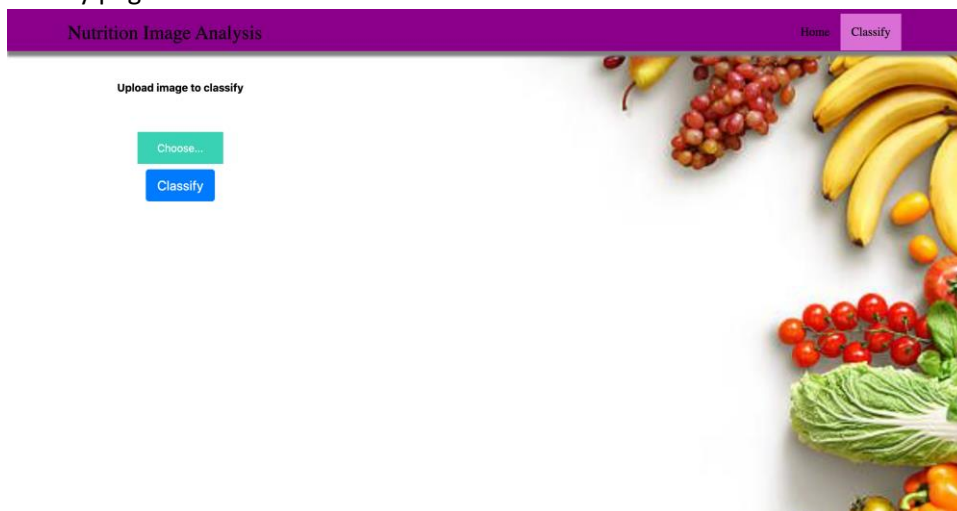 Nutrition Image Analysis
Home Classify
Upload image to classify
Choose...
Classify